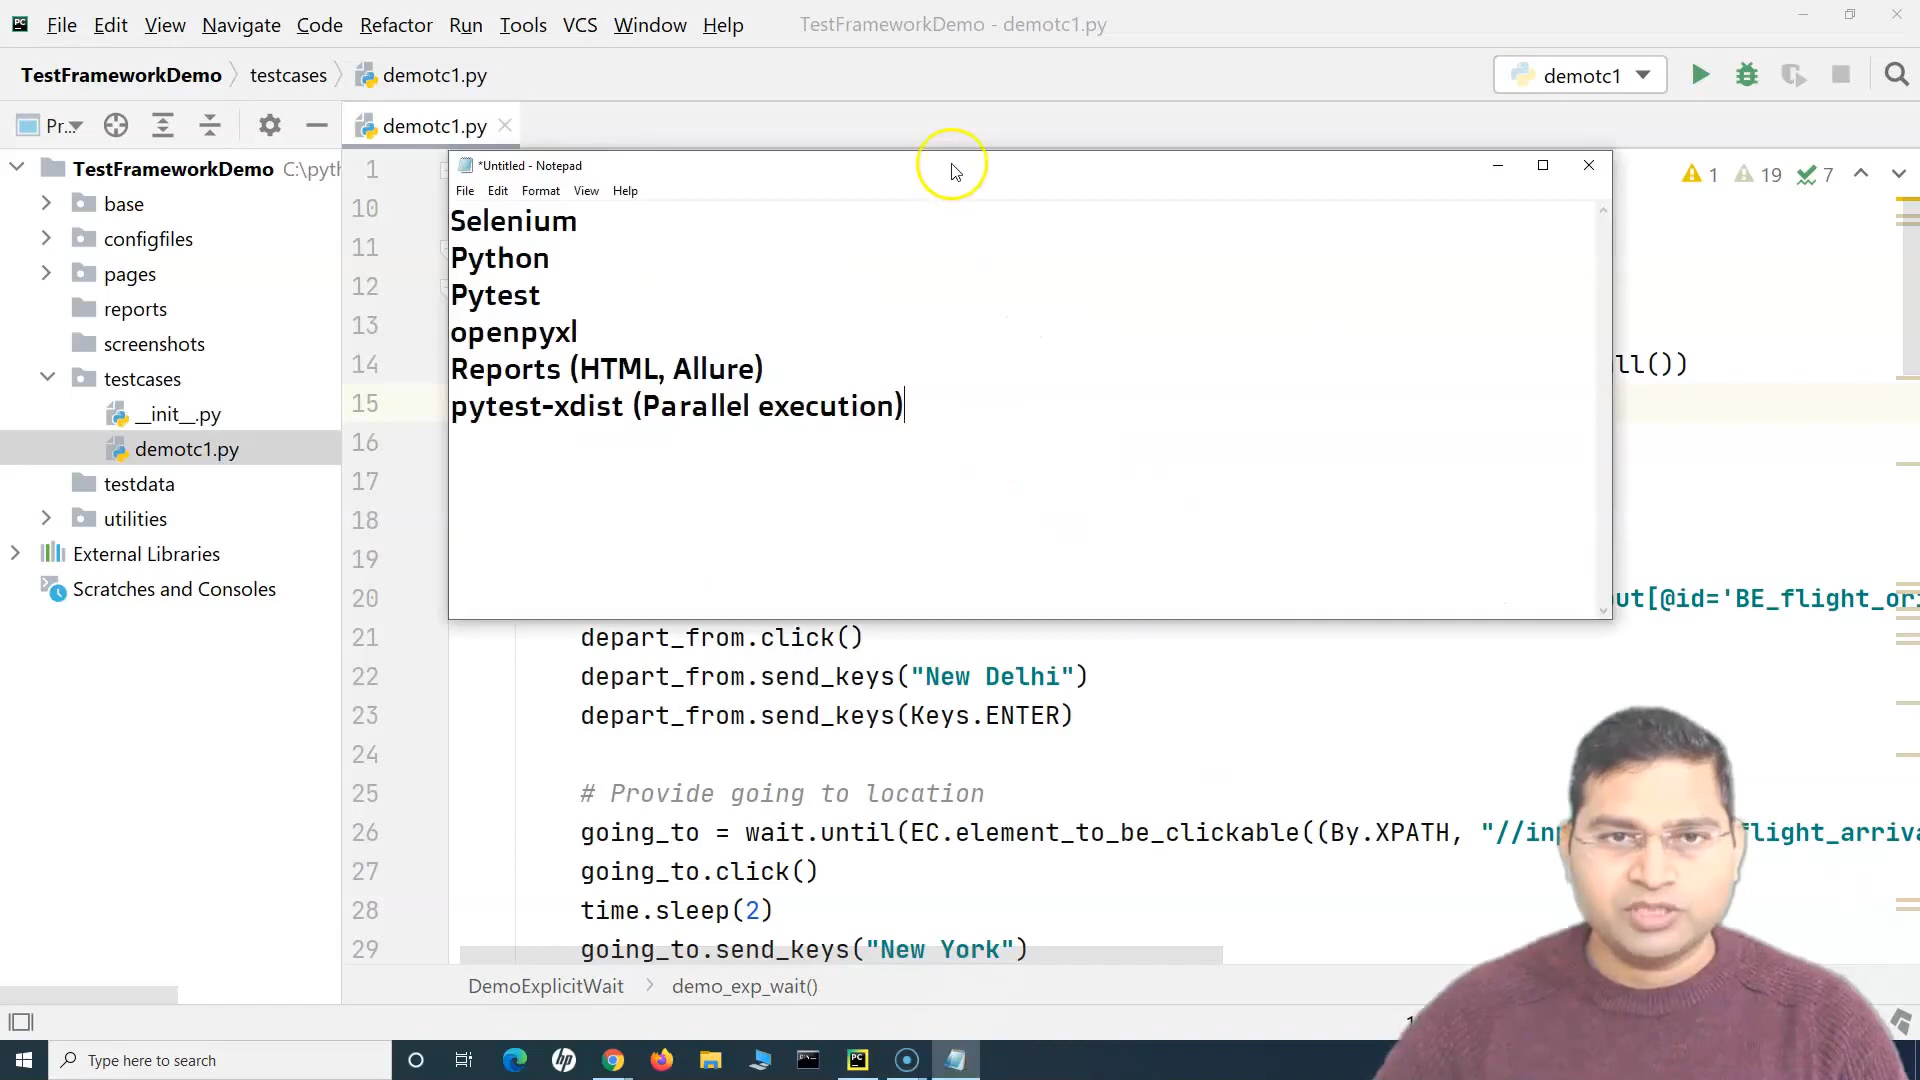 File Edit View Navigate Code Refactor Run Tools VCS Window Help TestFrameworkDemo - demotc1.py
TestFrameworkDemo testcases demotc1.py demotc1
Pr.. demotc1.py
TestFrameworkDemo C:\pyth
base
configfiles
pages
reports
screenshots
testcases
__init__.py
demotc1.py
testdata
utilities
External Libraries
Scratches and Consoles
*Untitled - Notepad
File Edit Format View Help
Selenium
Python
Pytest
openpyxl
Reports (HTML, Allure)
pytest-xdist (Parallel execution)
1 19 7
1
10
11
12
13
14 ll())
15
16
17
18
19
20 ut[@id='BE_flight_ori
21 depart_from.click()
22 depart_from.send_keys("New Delhi")
23 depart_from.send_keys(Keys.ENTER)
24
25 # Provide going to location
26 going_to = wait.until(EC.element_to_be_clickable((By.XPATH, "//inp flight_arriva
27 going_to.click()
28 time.sleep(2)
29 going_to.send_keys("New York")
DemoExplicitWait demo_exp_wait()
Type here to search